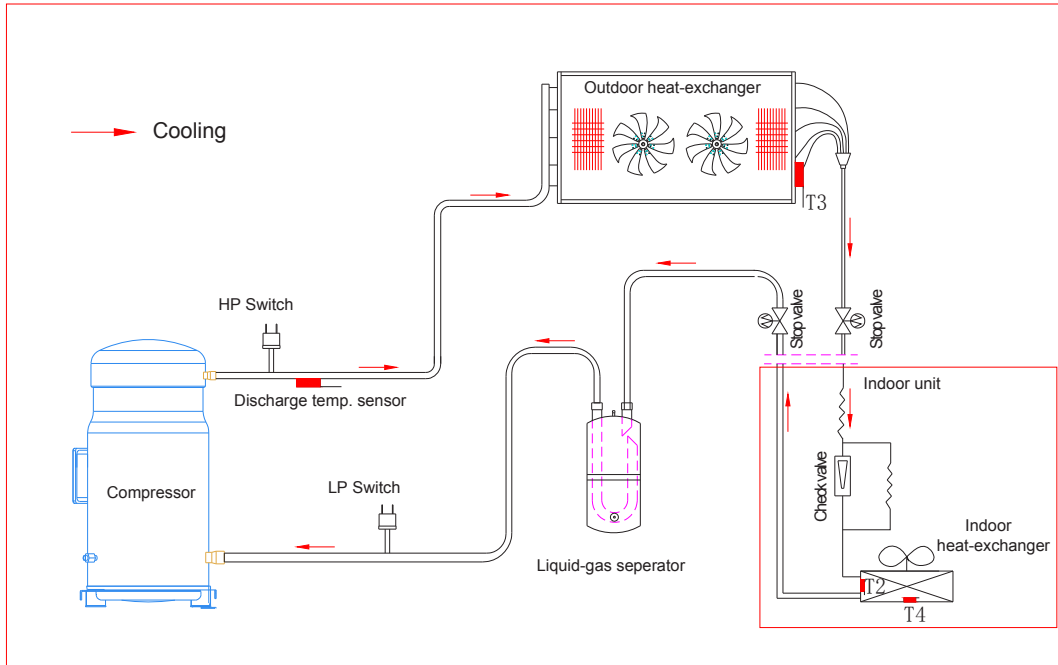 Outdoor heat-exchanger
Cooling
T3
HP Switch
Stop valve
Stop valve
Discharge temp. sensor
Indoor unit
Compressor
LP Switch
Check valve
Indoor
heat-exchanger
Liquid-gas seperator
T2
T4